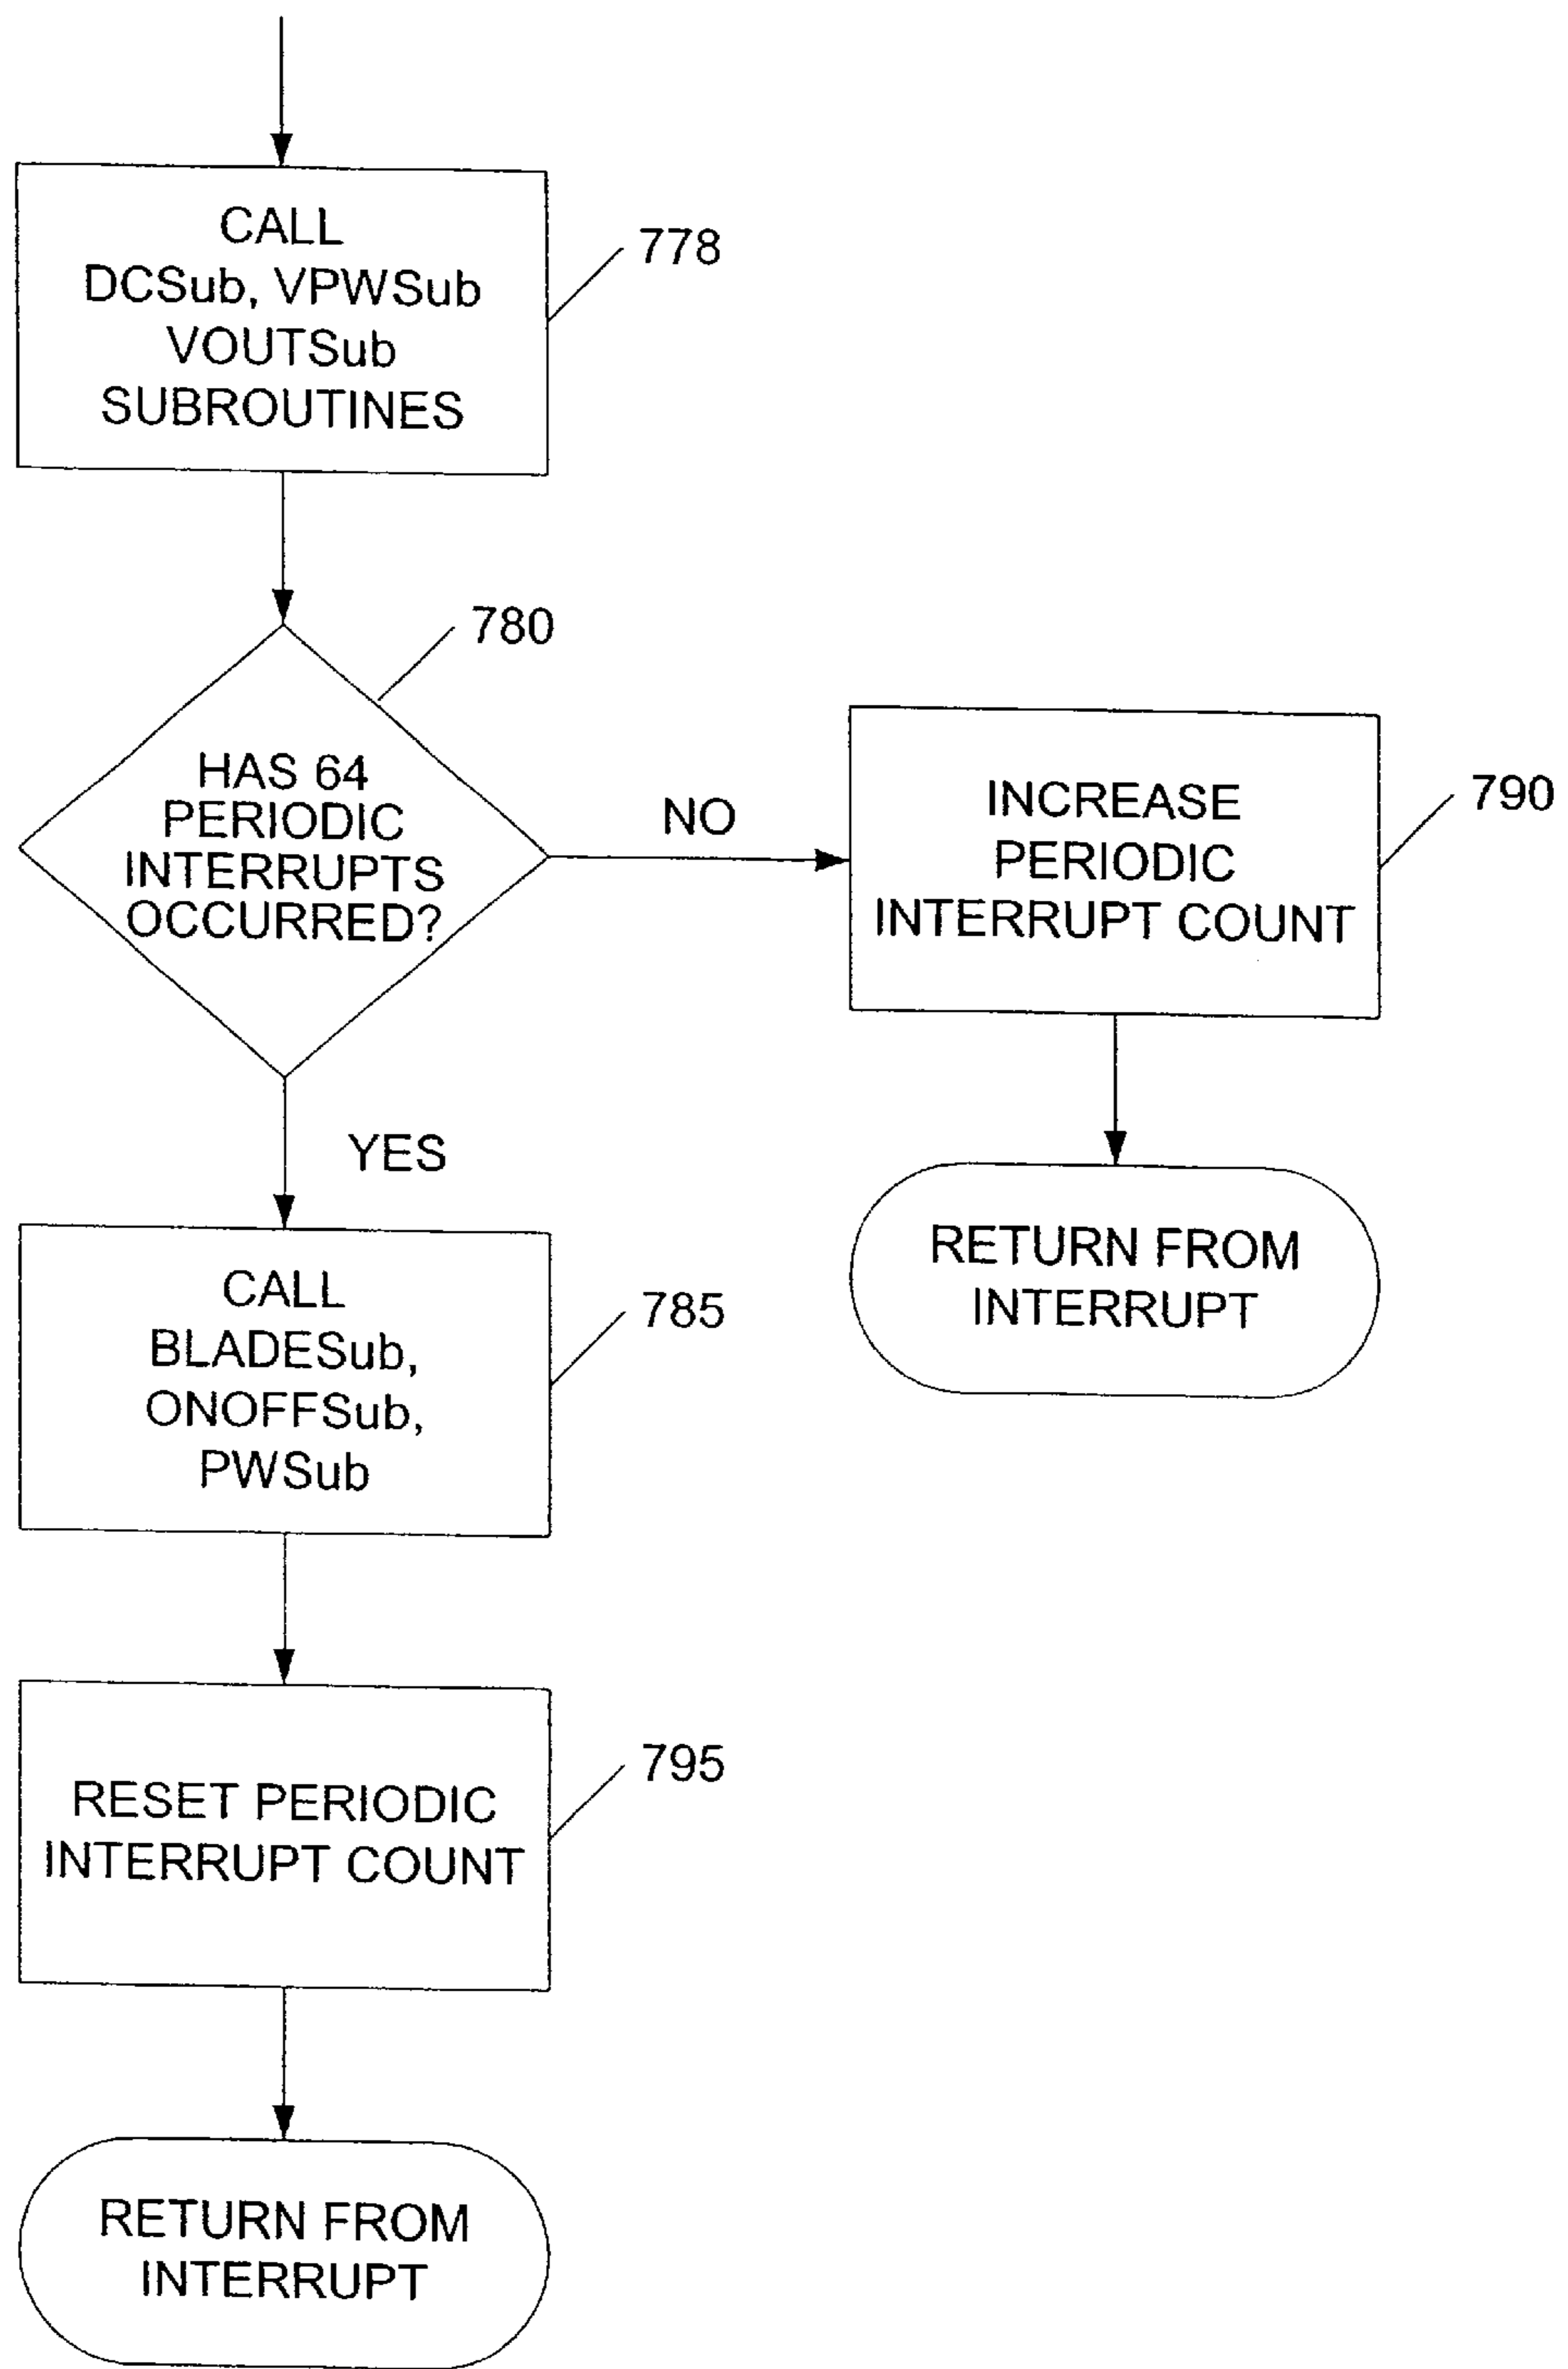 CALL
DCSub, VPWSub
VOUTSub
SUBROUTINES
778
780
HAS 64
PERIODIC
INTERRUPTS
OCCURRED?
NO
INCREASE
PERIODIC
INTERRUPT COUNT
790
YES
RETURN FROM
INTERRUPT
CALL
BLADESub,
ONOFFSub,
PWSub
785
RESET PERIODIC
INTERRUPT COUNT
795
RETURN FROM
INTERRUPT